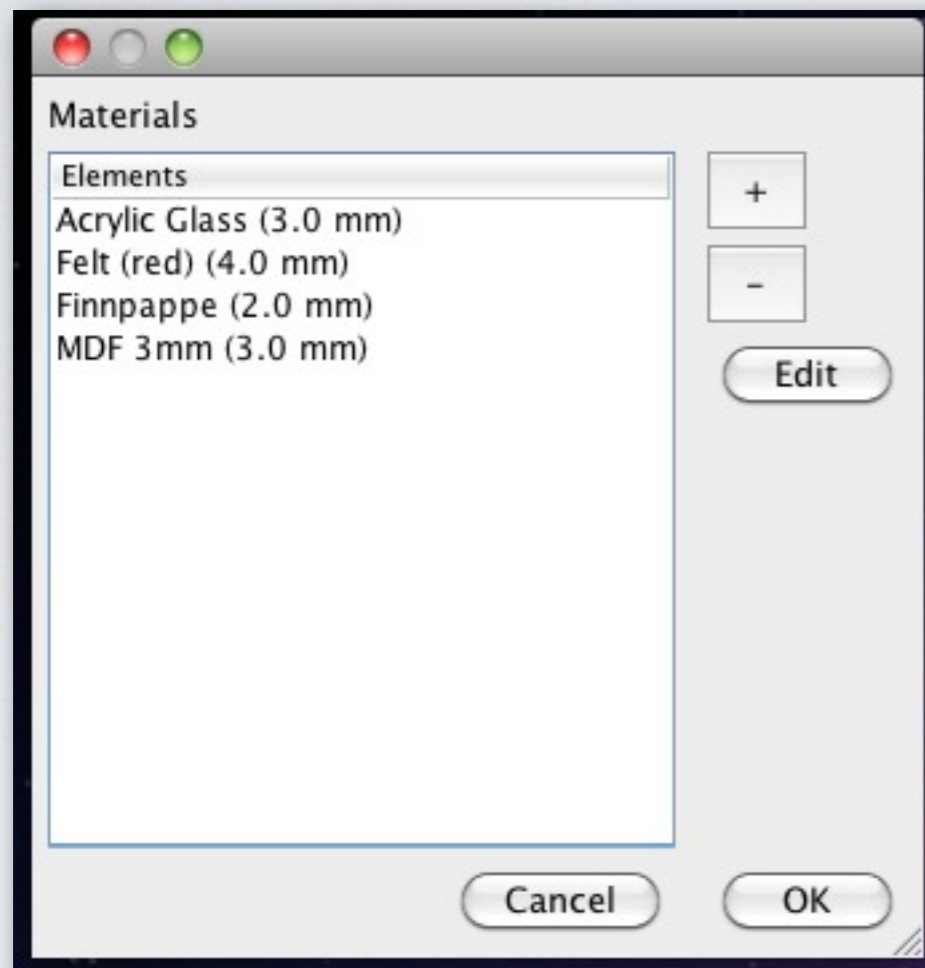 Materials
Elements
Acrylic Glass (3.0 mm)
Felt (red) (4.0 mm)
Finnpappe (2.0 mm)
MDF 3mm (3.0 mm)
+
-
Edit
Cancel
OK